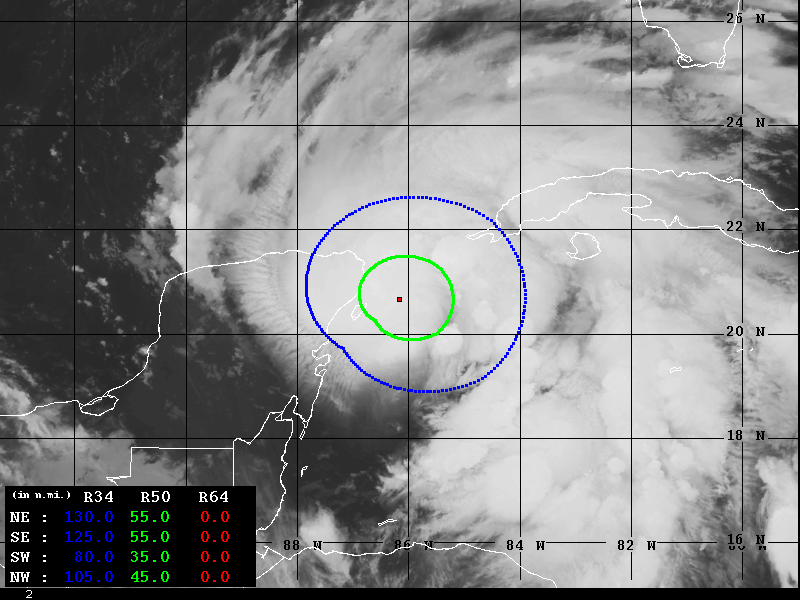 26 N
24 N
22 N
20 N
18 N
16 N
88 W
86 W
84 W
82 W
80 W
(in n.mi.) R34 R50 R64
NE : 130.0 55.0 0.0
SE : 125.0 55.0 0.0
SW : 80.0 35.0 0.0
NW : 105.0 45.0 0.0
2